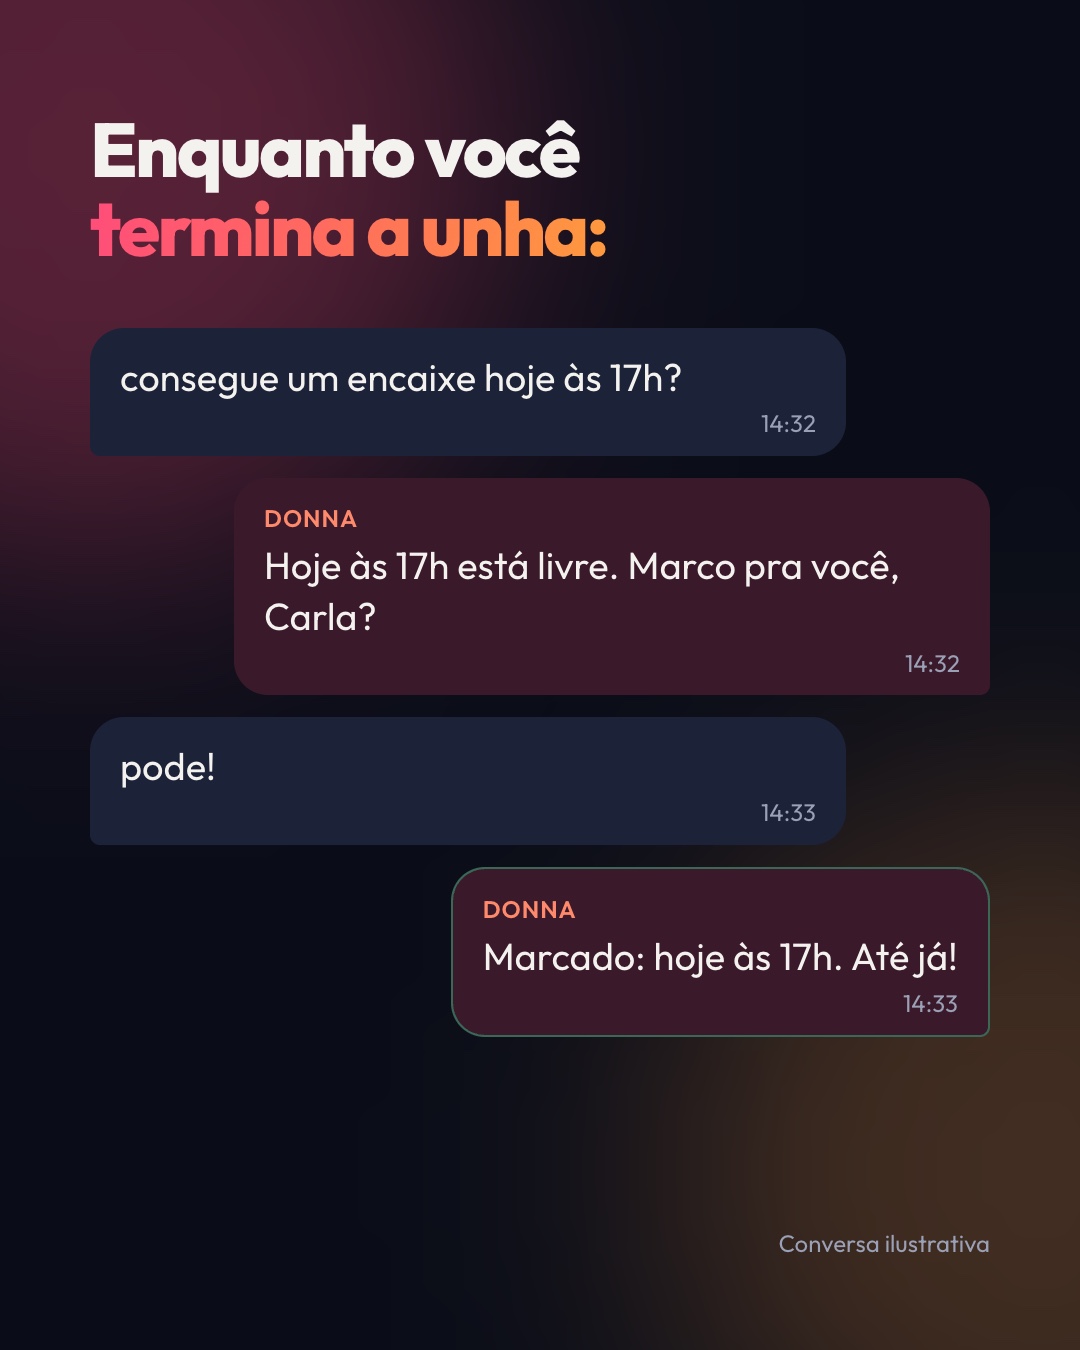 Enquanto você
termina a unha:
consegue um encaixe hoje às 17h?
14:32
DONNA
Hoje às 17h está livre. Marco pra você,
Carla?
14:32
pode!
14:33
DONNA
Marcado: hoje às 17h. Até já!
14:33
Conversa ilustrativa